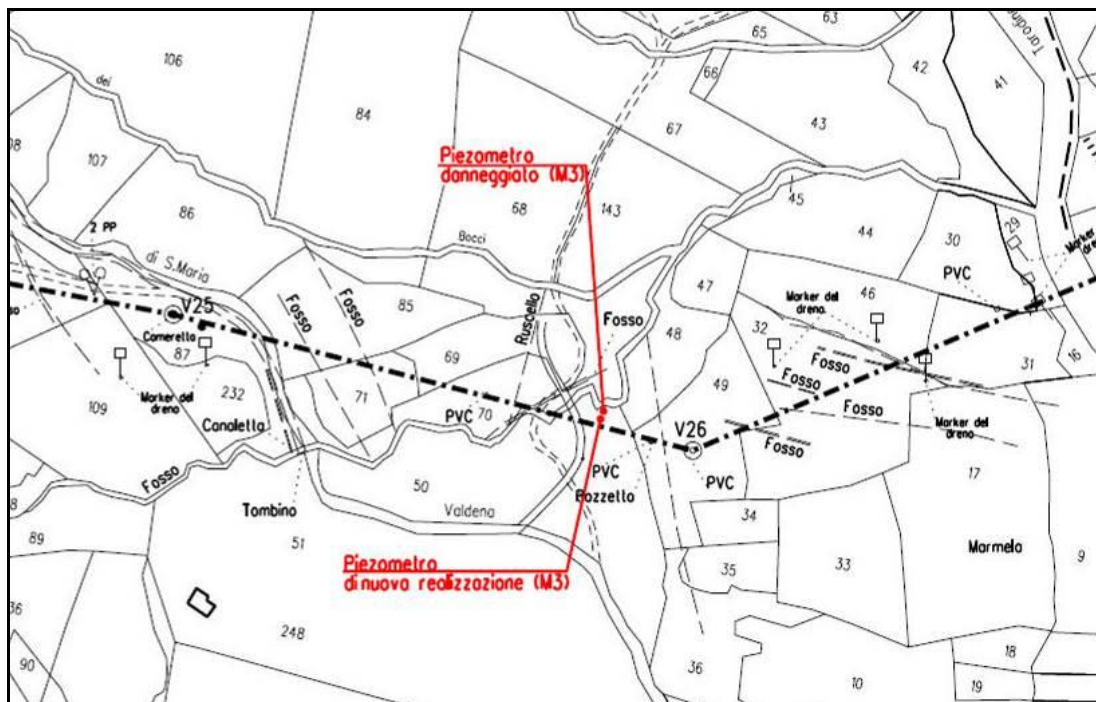 106
84
65
63
66
42
41
43
67
dei
107
86
Piezometro
danneggiato (M3)
68
143
45
44
30
29
2 PP
di S.Maria
Bocci
47
46
PVC
V25
Fosso
Fosso
85
Ruscello
Fosso
48
32
Marker del
dreno
Cameretta
87
69
31
16
109
232
71
70
PVC
49
Fosso
Fosso
Fosso
Fosso
Marker del
dreno
Canaletta
V26
Marker del
dreno
Fosso
50
PVC
PVC
17
Pozzetto
Tombino
Valdena
34
89
51
35
33
Marmela
9
Piezometro
di nuova realizzazione (M3)
248
36
36
90
10
18
19